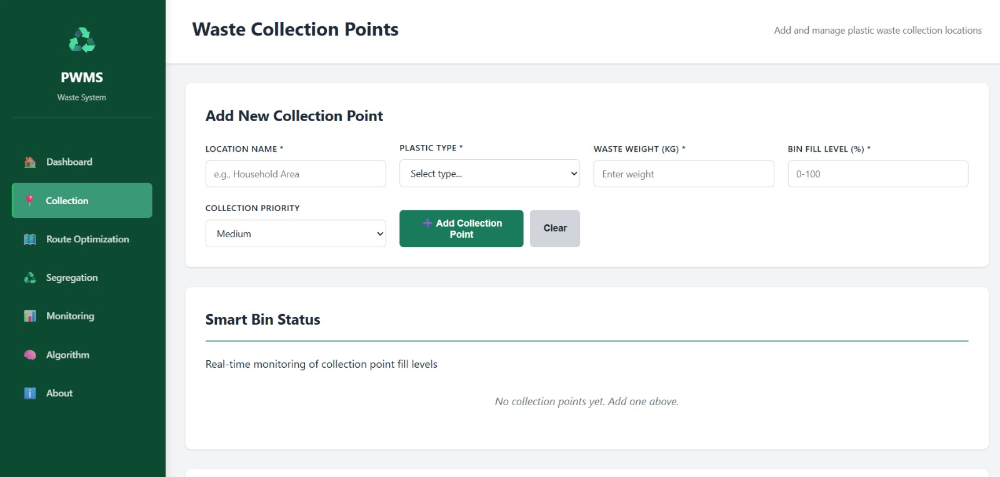 PWMS
Waste System
Dashboard
Collection
Route Optimization
Segregation
Monitoring
Algorithm
About
Waste Collection Points
Add and manage plastic waste collection locations
Add New Collection Point
LOCATION NAME *
e.g., Household Area
PLASTIC TYPE *
Select type...
WASTE WEIGHT (KG) *
Enter weight
BIN FILL LEVEL (%) *
0-100
COLLECTION PRIORITY
Medium
Add Collection
Point
Clear
Smart Bin Status
Real-time monitoring of collection point fill levels
No collection points yet. Add one above.